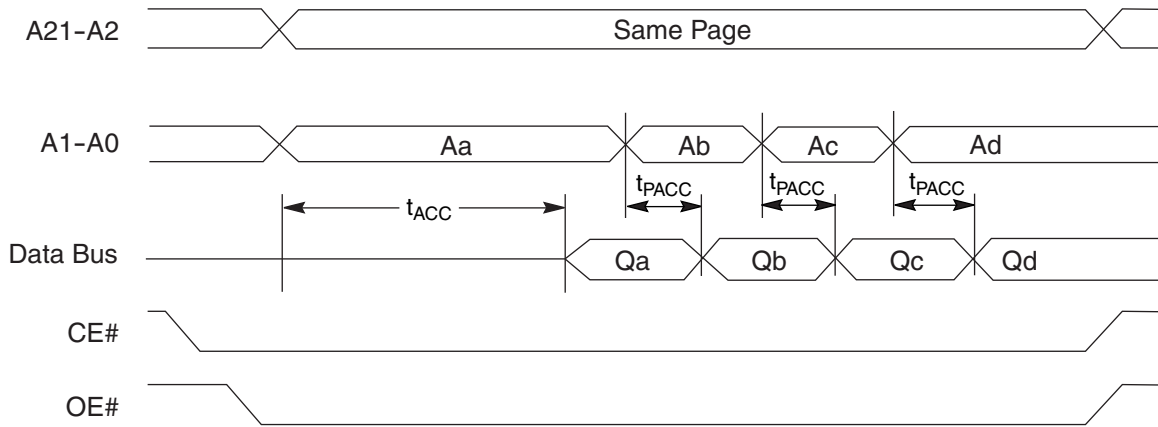 A21-A2
Same Page
A1-A0
Aa
Ab
Ac
Ad
tACC
tPACC
tPACC
tPACC
Data Bus
Qa
Qb
Qc
Qd
CE#
OE#